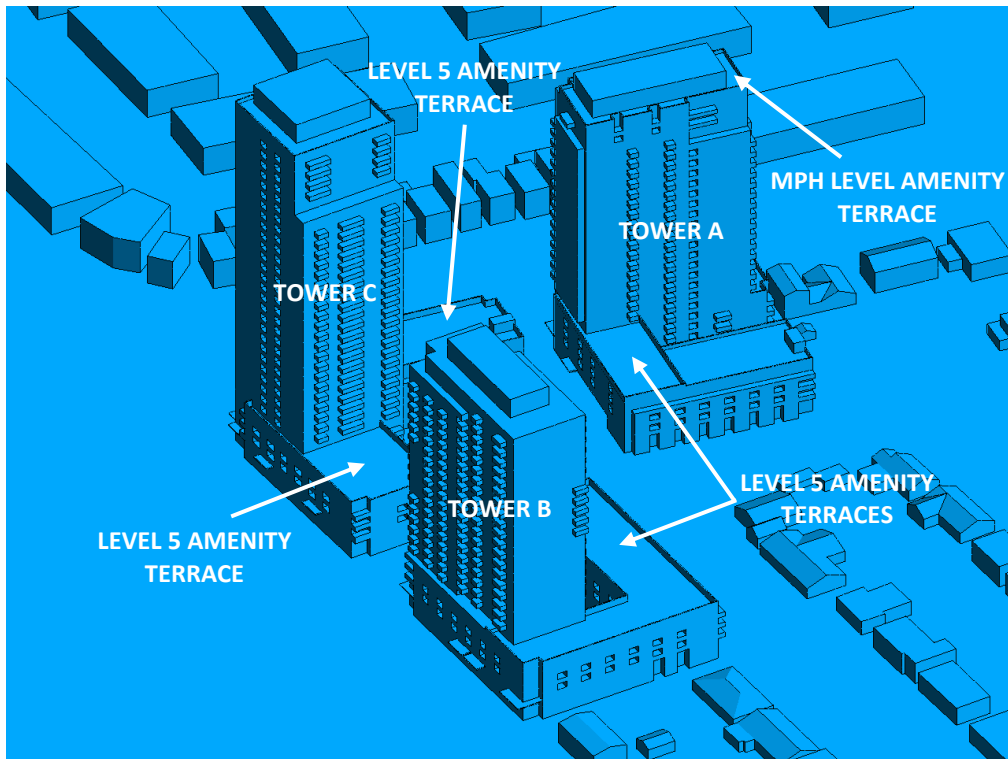 LEVEL 5 AMENITY
TERRACE
MPH LEVEL AMENITY
TERRACE
TOWER A
TOWER C
LEVEL 5 AMENITY
TERRACES
TOWER B
LEVEL 5 AMENITY
TERRACE